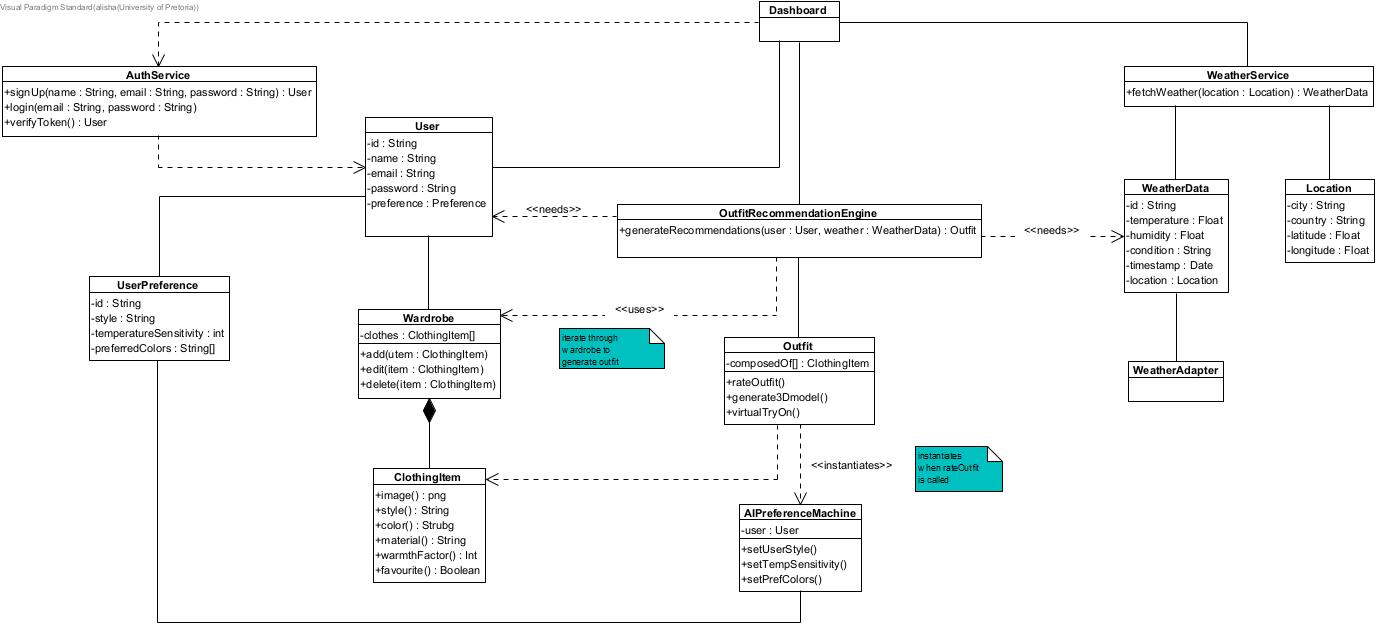 Visual Paradigm Standard(alisha(University of Pretoria))
Dashboard
AuthService
+signUp(name : String, email : String, password : String) : User
+login(email : String, password : String)
+verifyToken() : User
WeatherService
+fetchWeather(location : Location) : WeatherData
User
-id : String
-name : String
-email : String
-password : String
-preference : Preference
<<needs>>
OutfitRecommendationEngine
+generateRecommendations(user : User, weather : WeatherData) : Outfit
<<needs>>
WeatherData
-id : String
-temperature : Float
-humidity : Float
-condition : String
-timestamp : Date
-location : Location
Location
-city : String
-country : String
-latitude : Float
-longitude : Float
UserPreference
-id : String
-style : String
-temperatureSensitivity : int
-preferredColors : String[]
Wardrobe
-clothes : ClothingItem[]
+add(utem : ClothingItem)
+edit(item : ClothingItem)
+delete(item : ClothingItem)
<<uses>>
iterate through
wardrobe to
generate outfit
Outfit
-composedOf[] : ClothingItem
+rateOutfit()
+generate3Dmodel()
+virtualTryOn()
WeatherAdapter
ClothingItem
+image() : png
+style() : String
+color() : Strubg
+material() : String
+warmthFactor() : Int
+favourite() : Boolean
<<instantiates>>
instantiates
when rateOutfit
is called
AIPreferenceMachine
-user : User
+setUserStyle()
+setTempSensitivity()
+setPrefColors()